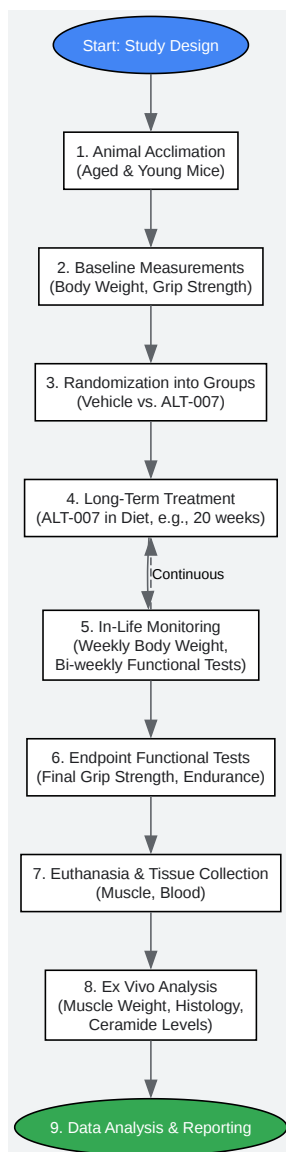 Start: Study Design
1. Animal Acclimation
(Aged & Young Mice)
2. Baseline Measurements
(Body Weight, Grip Strength)
3. Randomization into Groups
(Vehicle vs. ALT-007)
4. Long-Term Treatment
(ALT-007 in Diet, e.g., 20 weeks)
Continuous
5. In-Life Monitoring
(Weekly Body Weight,
Bi-weekly Functional Tests)
6. Endpoint Functional Tests
(Final Grip Strength, Endurance)
7. Euthanasia & Tissue Collection
(Muscle, Blood)
8. Ex Vivo Analysis
(Muscle Weight, Histology,
Ceramide Levels)
9. Data Analysis & Reporting